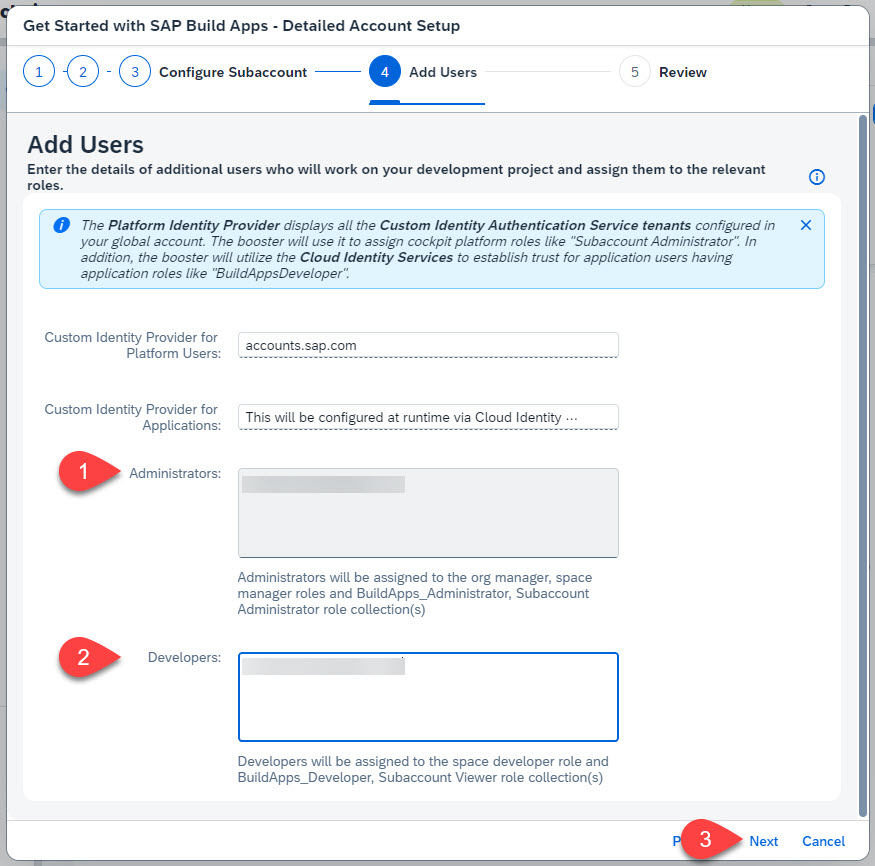 Get Started with SAP Build Apps - Detailed Account Setup
1 2 3 Configure Subaccount 4 Add Users 5 Review
Add Users
Enter the details of additional users who will work on your development project and assign them to the relevant
roles.
The Platform Identity Provider displays all the Custom Identity Authentication Service tenants configured in
your global account. The booster will use it to assign cockpit platform roles like "Subaccount Administrator". In
addition, the booster will utilize the Cloud Identity Services to establish trust for application users having
application roles like "BuildAppsDeveloper".
Custom Identity Provider for
Platform Users:
accounts.sap.com
Custom Identity Provider for
Applications:
This will be configured at runtime via Cloud Identity ···
1
Administrators:
Administrators will be assigned to the org manager, space
manager roles and BuildApps_Administrator, Subaccount
Administrator role collection(s)
2
Developers:
Developers will be assigned to the space developer role and
BuildApps_Developer, Subaccount Viewer role collection(s)
3 Next Cancel